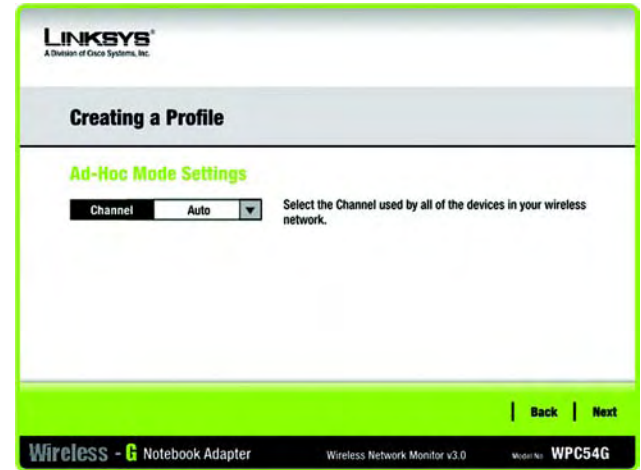 LINKSYS®
A Division of Cisco Systems, Inc.
Creating a Profile
Ad-Hoc Mode Settings
Channel Auto
Select the Channel used by all of the devices in your wireless
network.
Back Next
Wireless - G Notebook Adapter Wireless Network Monitor v3.0 Model No. WPC54G